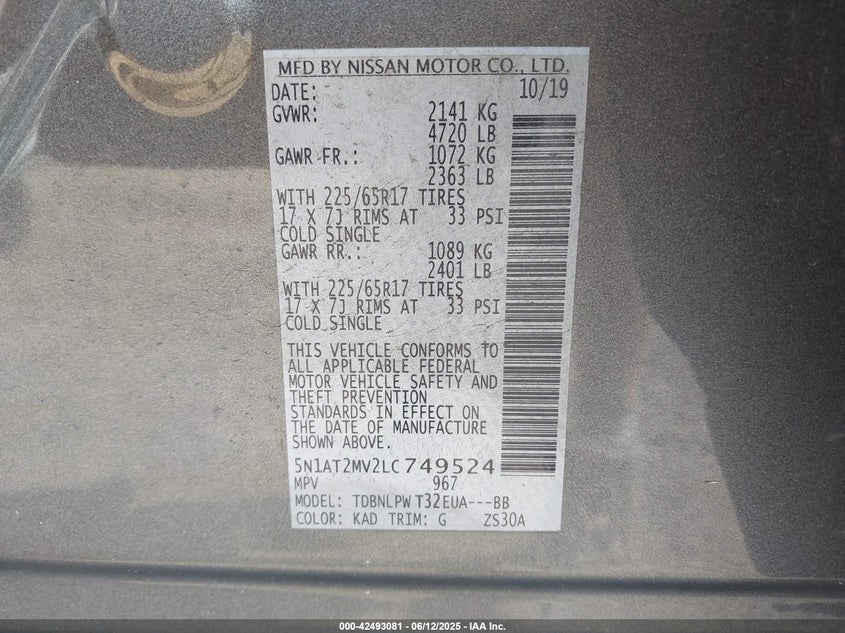 MFD BY NISSAN MOTOR CO., LTD.
DATE: 10/19
GVWR: 2141 KG
4720 LB
GAWR FR.: 1072 KG
2363 LB
WITH 225/65R17 TIRES
17 X 7J RIMS AT 33 PSI
COLD SINGLE
GAWR RR.: 1089 KG
2401 LB
WITH 225/65R17 TIRES
17 X 7J RIMS AT 33 PSI
COLD SINGLE
THIS VEHICLE CONFORMS TO
ALL APPLICABLE FEDERAL
MOTOR VEHICLE SAFETY AND
THEFT PREVENTION
STANDARDS IN EFFECT ON
THE DATE OF MANUFACTURE
SHOWN ABOVE.
5N1AT2MV2LC749524
MPV 967
MODEL: TDBNLPW T32EUA---BB
COLOR: KAD TRIM: G ZS30A
000-42493081 - 06/12/2025 - IAA Inc.